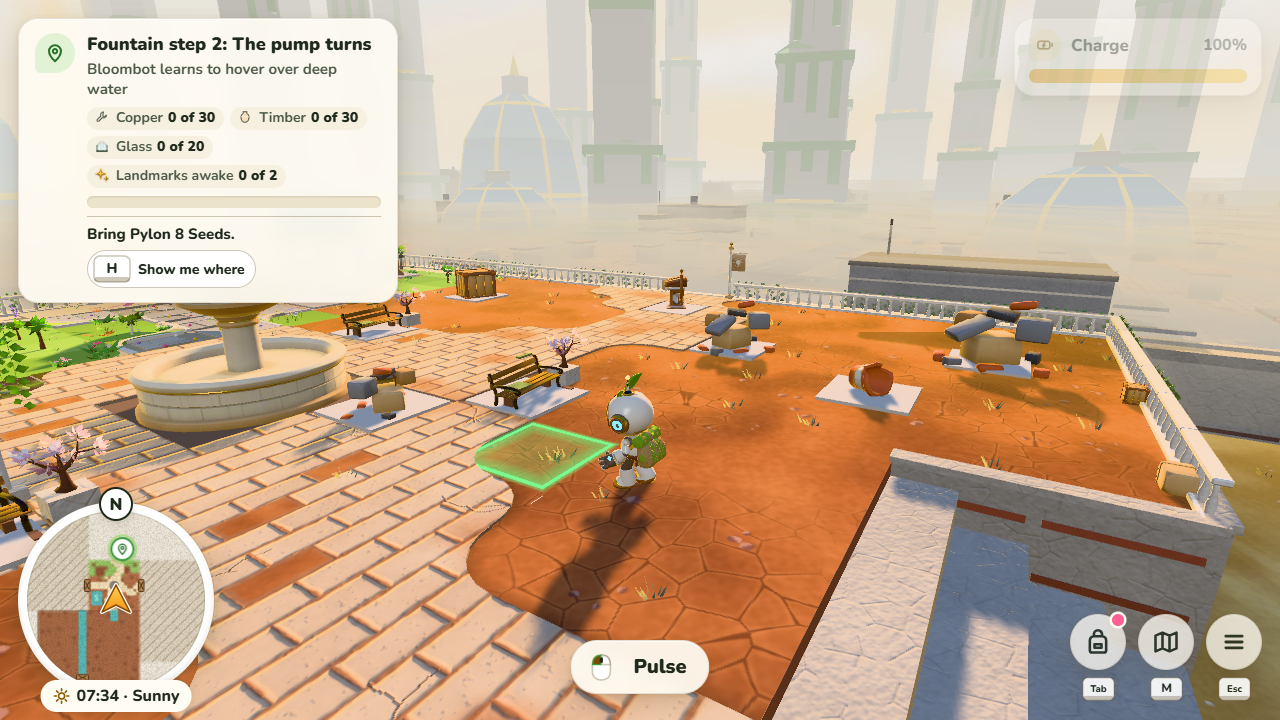 Fountain step 2: The pump turns
Bloombot learns to hover over deep
water
Copper 0 of 30
Timber 0 of 30
Glass 0 of 20
Landmarks awake 0 of 2
Bring Pylon 8 Seeds.
H Show me where
Charge 100%
N
07:34 · Sunny
Pulse
Tab
M
Esc